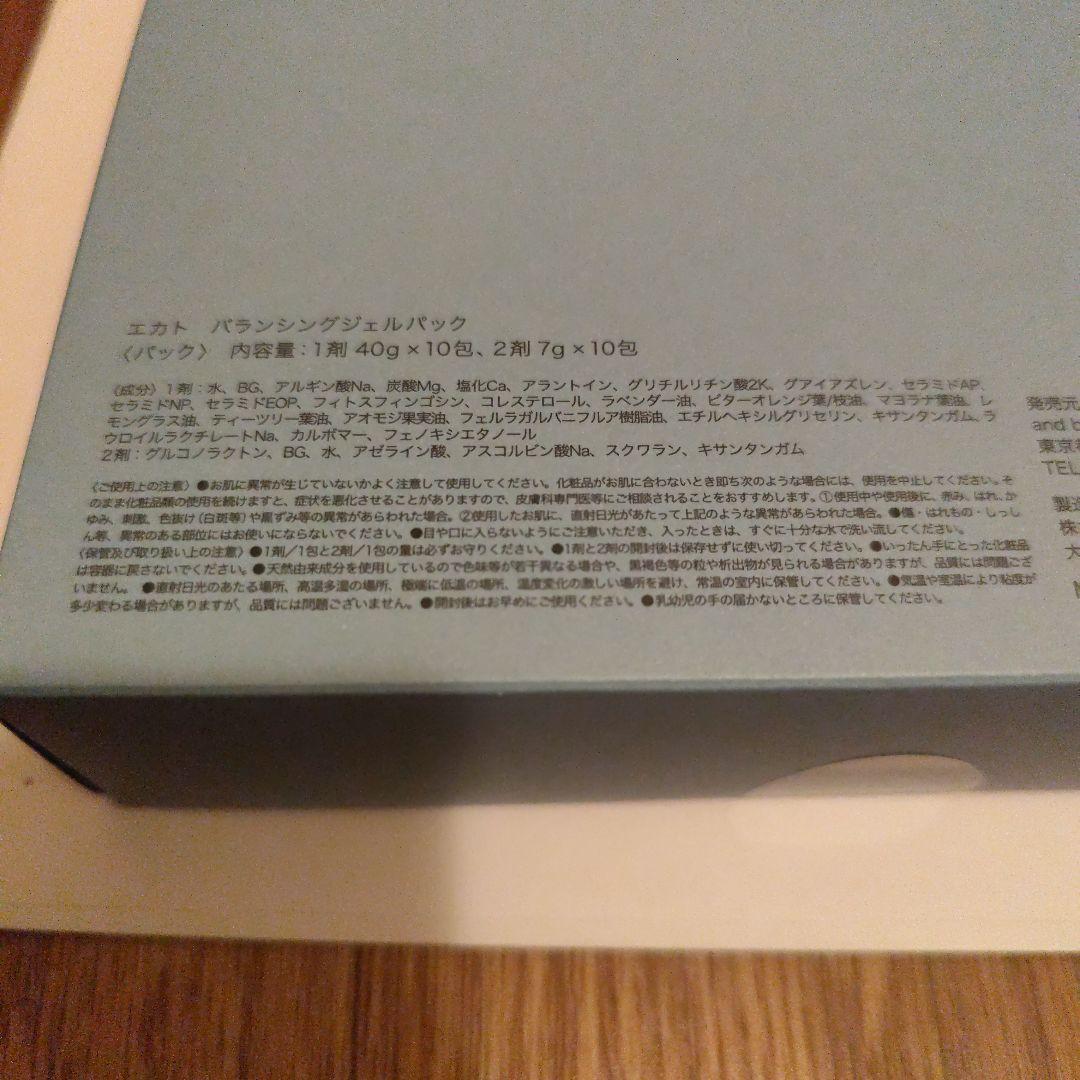 エカト　バランシングジェルパック
〈パック〉　内容量：1剤 40g×10包、2剤 7g×10包
〈成分〉1剤：水、BG、アルギン酸Na、炭酸Mg、塩化Ca、アラントイン、グリチルリチン酸2K、グアイアズレン、セラミドAP、
セラミドNP、セラミドEOP、フィトスフィンゴシン、コレステロール、ラベンダー油、ビターオレンジ葉/枝油、マヨラナ葉油、レ
モングラス油、ティーツリー葉油、アオモジ果実油、フェルラガルバニフルア樹脂油、エチルヘキシルグリセリン、キサンタンガム、ラ
ウロイルラクチレートNa、カルボマー、フェノキシエタノール
2剤：グルコノラクトン、BG、水、アゼライン酸、アスコルビン酸Na、スクワラン、キサンタンガム
〈ご使用上の注意〉●お肌に異常が生じていないかよく注意して使用してください。化粧品がお肌に合わないとき即ち次のような場合には、使用を中止してください。そ
のまま化粧品類の使用を続けますと、症状を悪化させることがありますので、皮膚科専門医等にご相談されることをおすすめします。①使用中や使用後に、赤み、はれ、か
ゆみ、刺激、色抜け（白斑等）や黒ずみ等の異常があらわれた場合。②使用したお肌に、直射日光があたって上記のような異常があらわれた場合。●傷・はれもの・しっし
ん等、異常のある部位にはお使いにならないでください。●目や口に入らないようにご注意いただき、入ったときは、すぐに十分な水で洗い流してください。
〈保管及び取り扱い上の注意〉●1剤／1包と2剤／1包の量は必ずお守りください。●1剤と2剤の開封後は保存せずに使い切ってください。●いったん手にとった化粧品
は容器に戻さないでください。●天然由来成分を使用しているので色味等が若干異なる場合や、黒褐色等の粒や析出物が見られる場合がありますが、品質には問題ござ
いません。●直射日光のあたる場所、高温多湿の場所、極端に低温の場所、温度変化の激しい場所を避け、常温の室内に保管してください。●気温や室温により粘度が
多少変わる場合がありますが、品質には問題ございません。●開封後はお早めにご使用ください。●乳幼児の手の届かないところに保管してください。
発売元
and b
東京都
TEL
製造
株
大